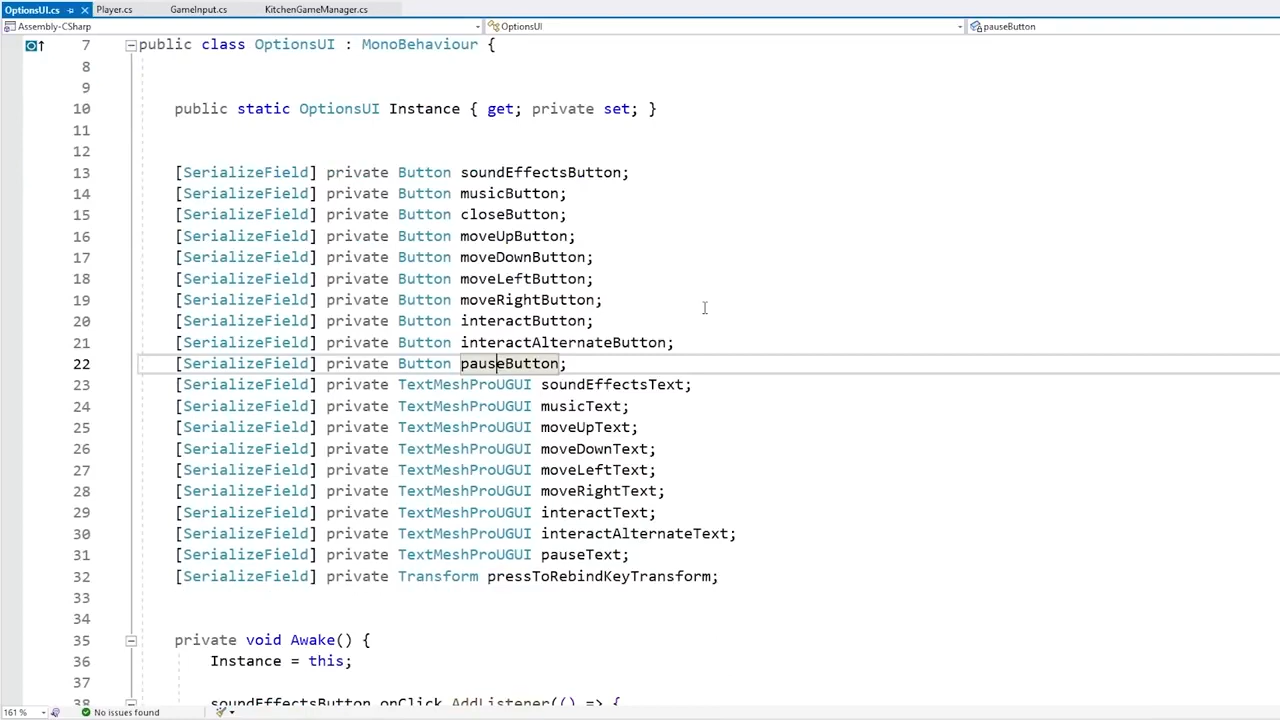 OptionsUI.cs Player.cs GameInput.cs KitchenGameManager.cs
Assembly-CSharp OptionsUI pauseButton
7 public class OptionsUI : MonoBehaviour {
8
9
10 public static OptionsUI Instance { get; private set; }
11
12
13 [SerializeField] private Button soundEffectsButton;
14 [SerializeField] private Button musicButton;
15 [SerializeField] private Button closeButton;
16 [SerializeField] private Button moveUpButton;
17 [SerializeField] private Button moveDownButton;
18 [SerializeField] private Button moveLeftButton;
19 [SerializeField] private Button moveRightButton;
20 [SerializeField] private Button interactButton;
21 [SerializeField] private Button interactAlternateButton;
22 [SerializeField] private Button pauseButton;
23 [SerializeField] private TextMeshProUGUI soundEffectsText;
24 [SerializeField] private TextMeshProUGUI musicText;
25 [SerializeField] private TextMeshProUGUI moveUpText;
26 [SerializeField] private TextMeshProUGUI moveDownText;
27 [SerializeField] private TextMeshProUGUI moveLeftText;
28 [SerializeField] private TextMeshProUGUI moveRightText;
29 [SerializeField] private TextMeshProUGUI interactText;
30 [SerializeField] private TextMeshProUGUI interactAlternateText;
31 [SerializeField] private TextMeshProUGUI pauseText;
32 [SerializeField] private Transform pressToRebindKeyTransform;
33
34
35 private void Awake() {
36 Instance = this;
37
38 soundEffectsButton.onClick.AddListener(() => {
161 % No issues found